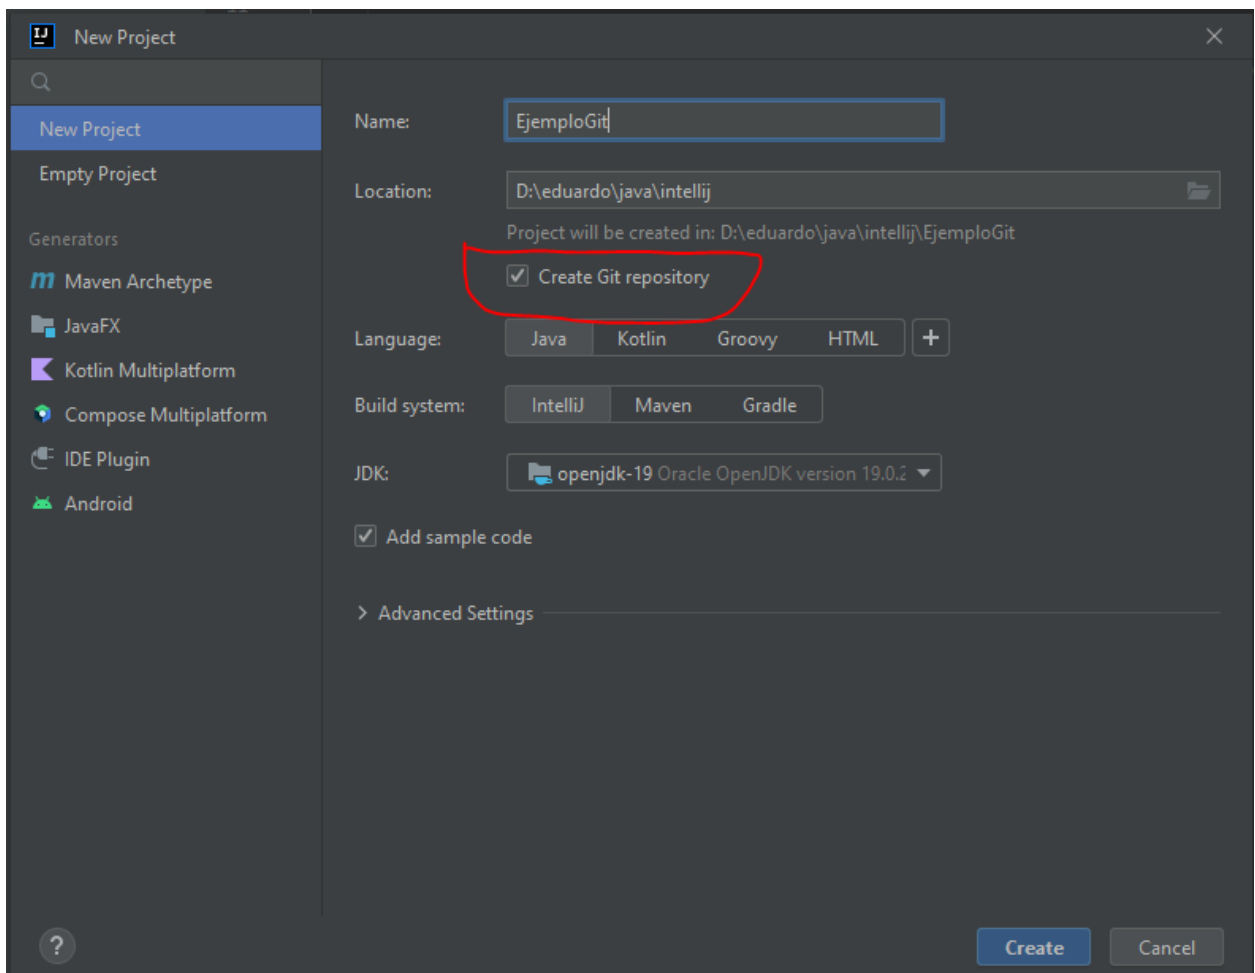 New Project
New Project
Empty Project
Generators
Maven Archetype
JavaFX
Kotlin Multiplatform
Compose Multiplatform
IDE Plugin
Android
Name: EjemploGit
Location: D:\eduardo\java\intellij
Project will be created in: D:\eduardo\java\intellij\EjemploGit
Create Git repository
Language: Java Kotlin Groovy HTML +
Build system: IntelliJ Maven Gradle
JDK: openjdk-19 Oracle OpenJDK version 19.0.2
Add sample code
Advanced Settings
? Create Cancel